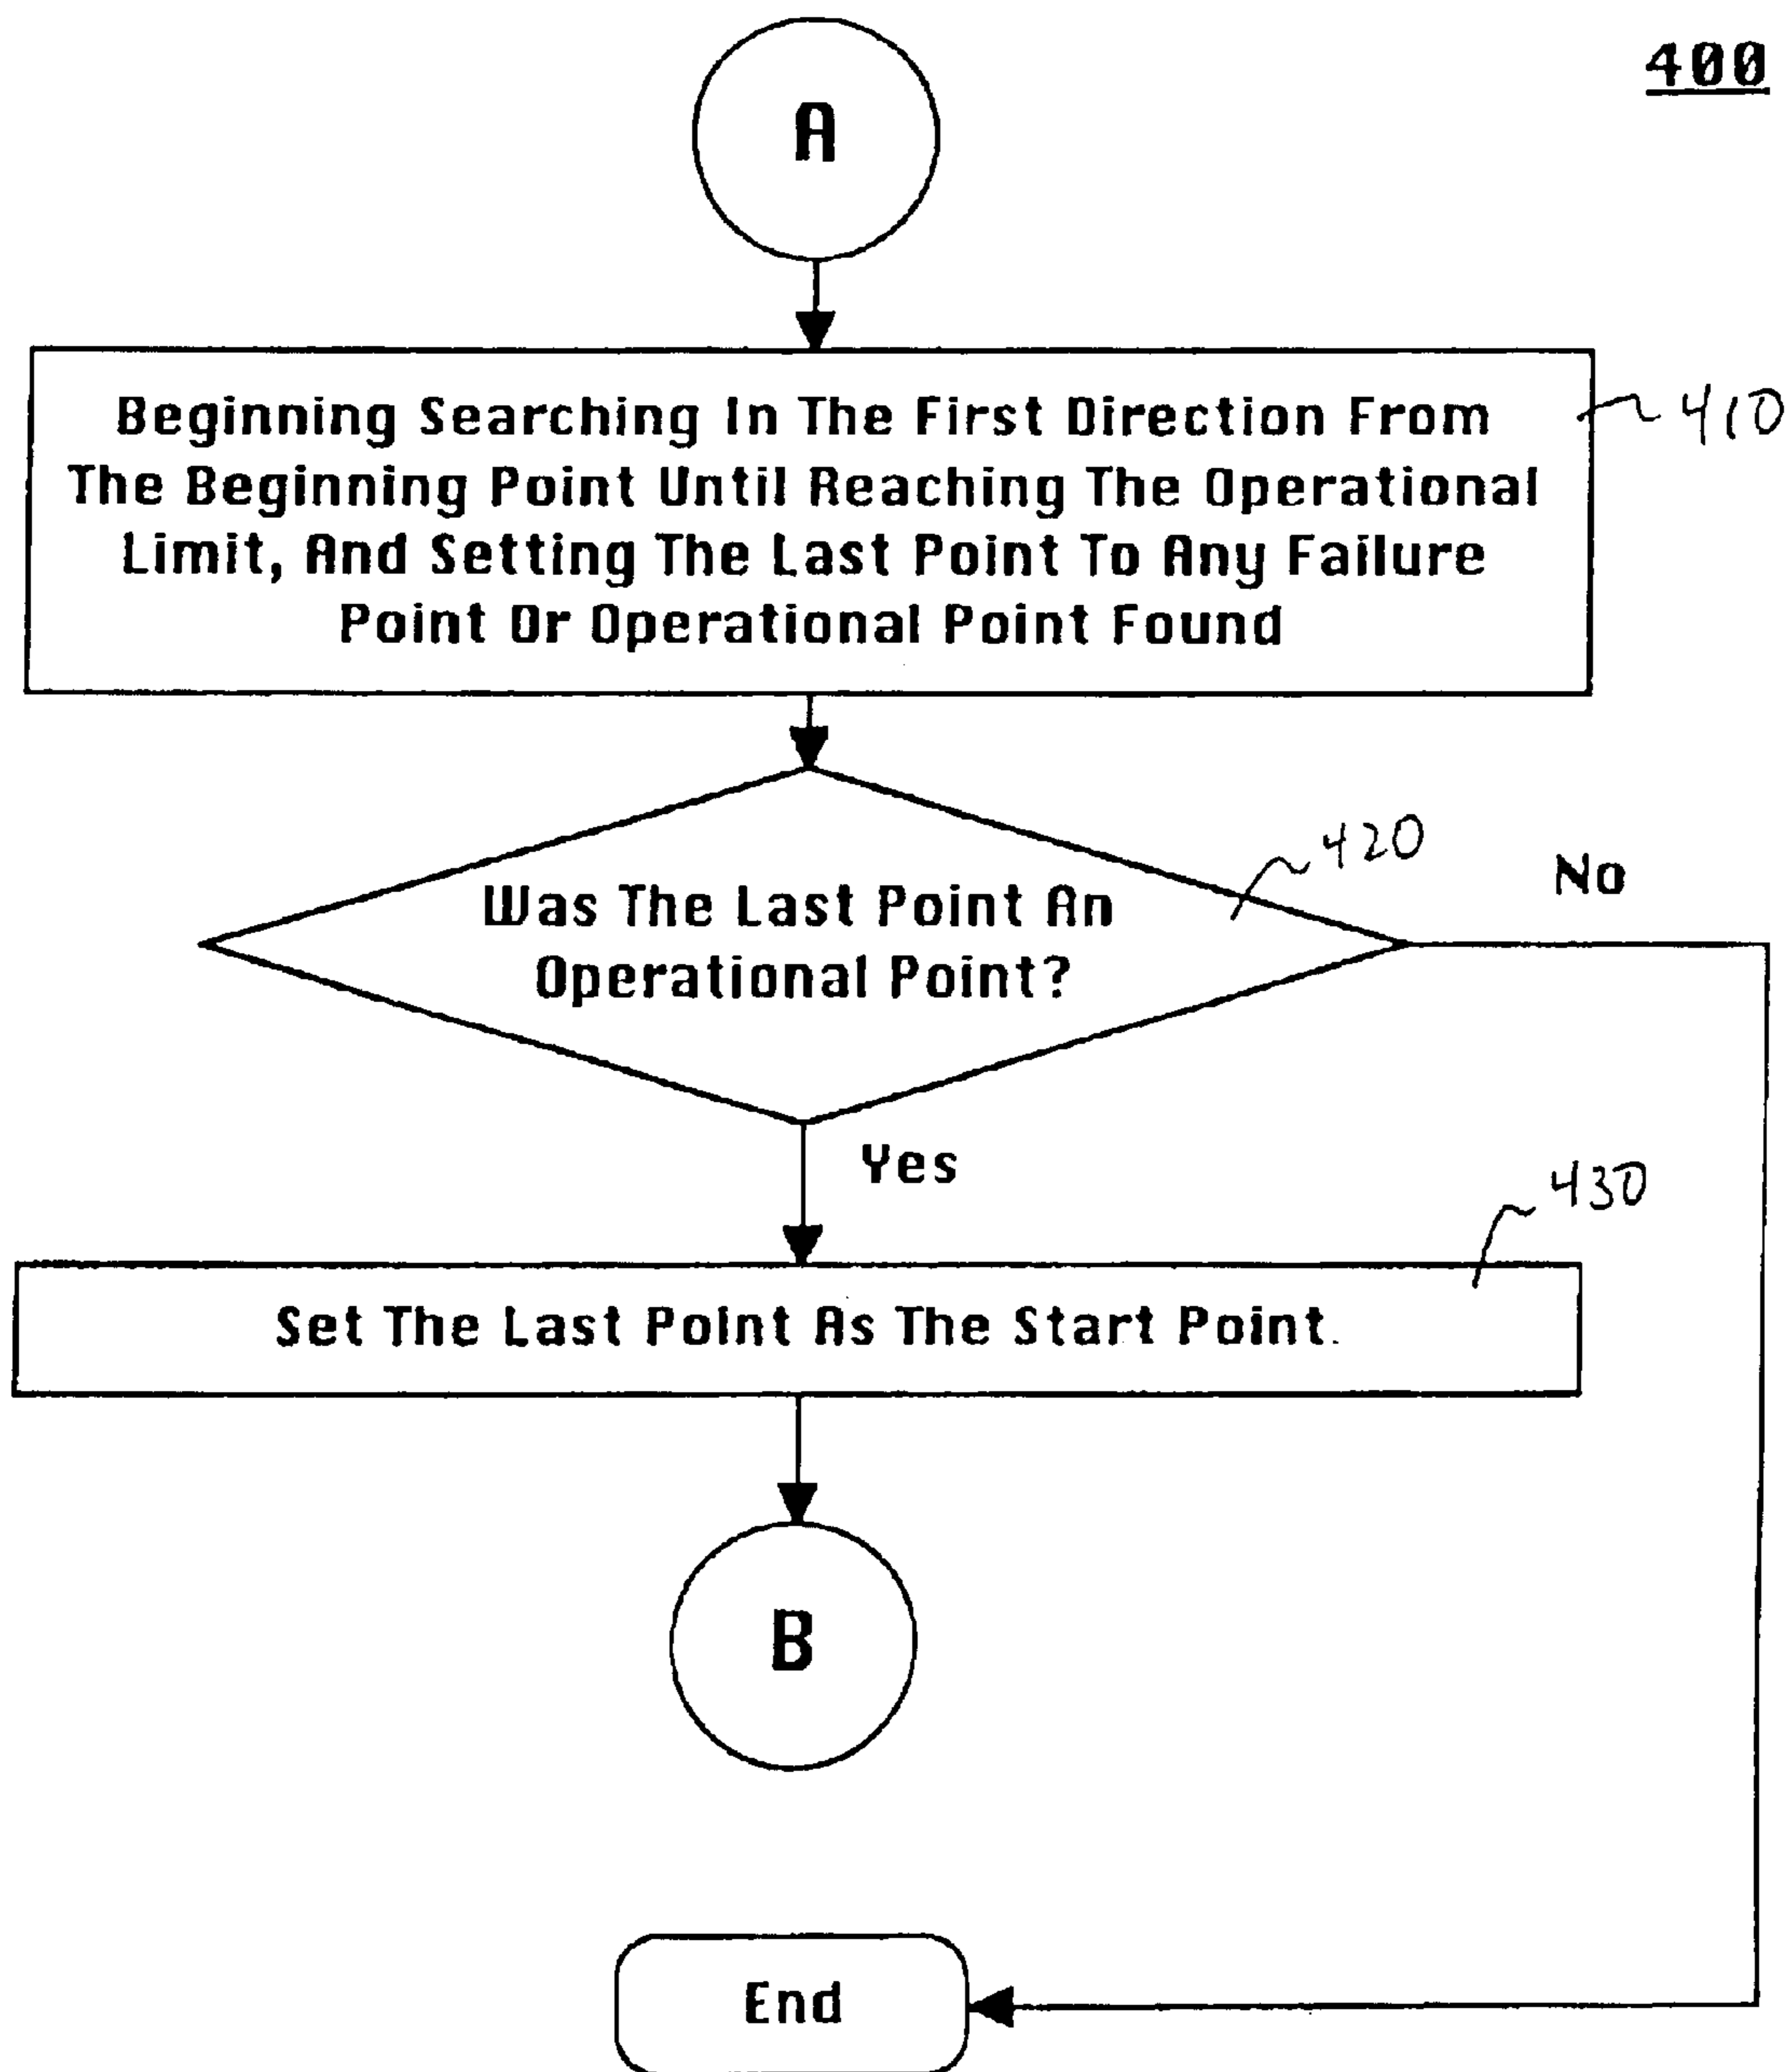 400
A
Beginning Searching In The First Direction From
The Beginning Point Until Reaching The Operational
Limit, And Setting The Last Point To Any Failure
Point Or Operational Point Found
410
Was The Last Point An
Operational Point?
420
No
Yes
430
Set The Last Point As The Start Point.
B
End